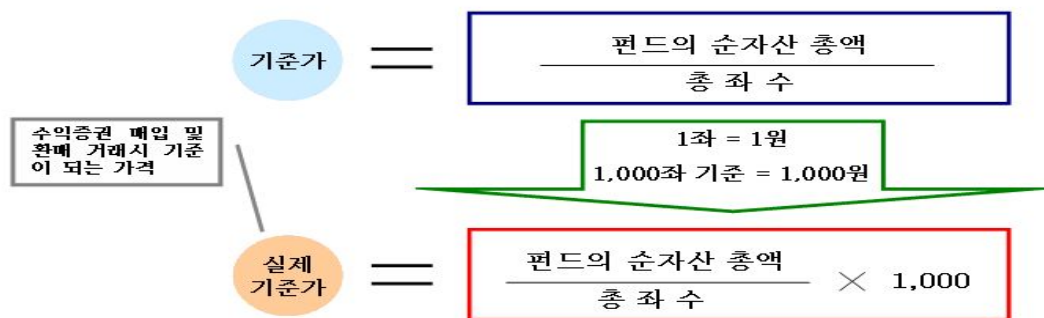 기준가
펀드의 순자산 총액
총 좌 수
수익증권 매입 및
환매 거래시 기준
이 되는 가격
1좌 = 1원
1,000좌 기준 = 1,000원
실제
기준가
펀드의 순자산 총액
총 좌 수
× 1,000